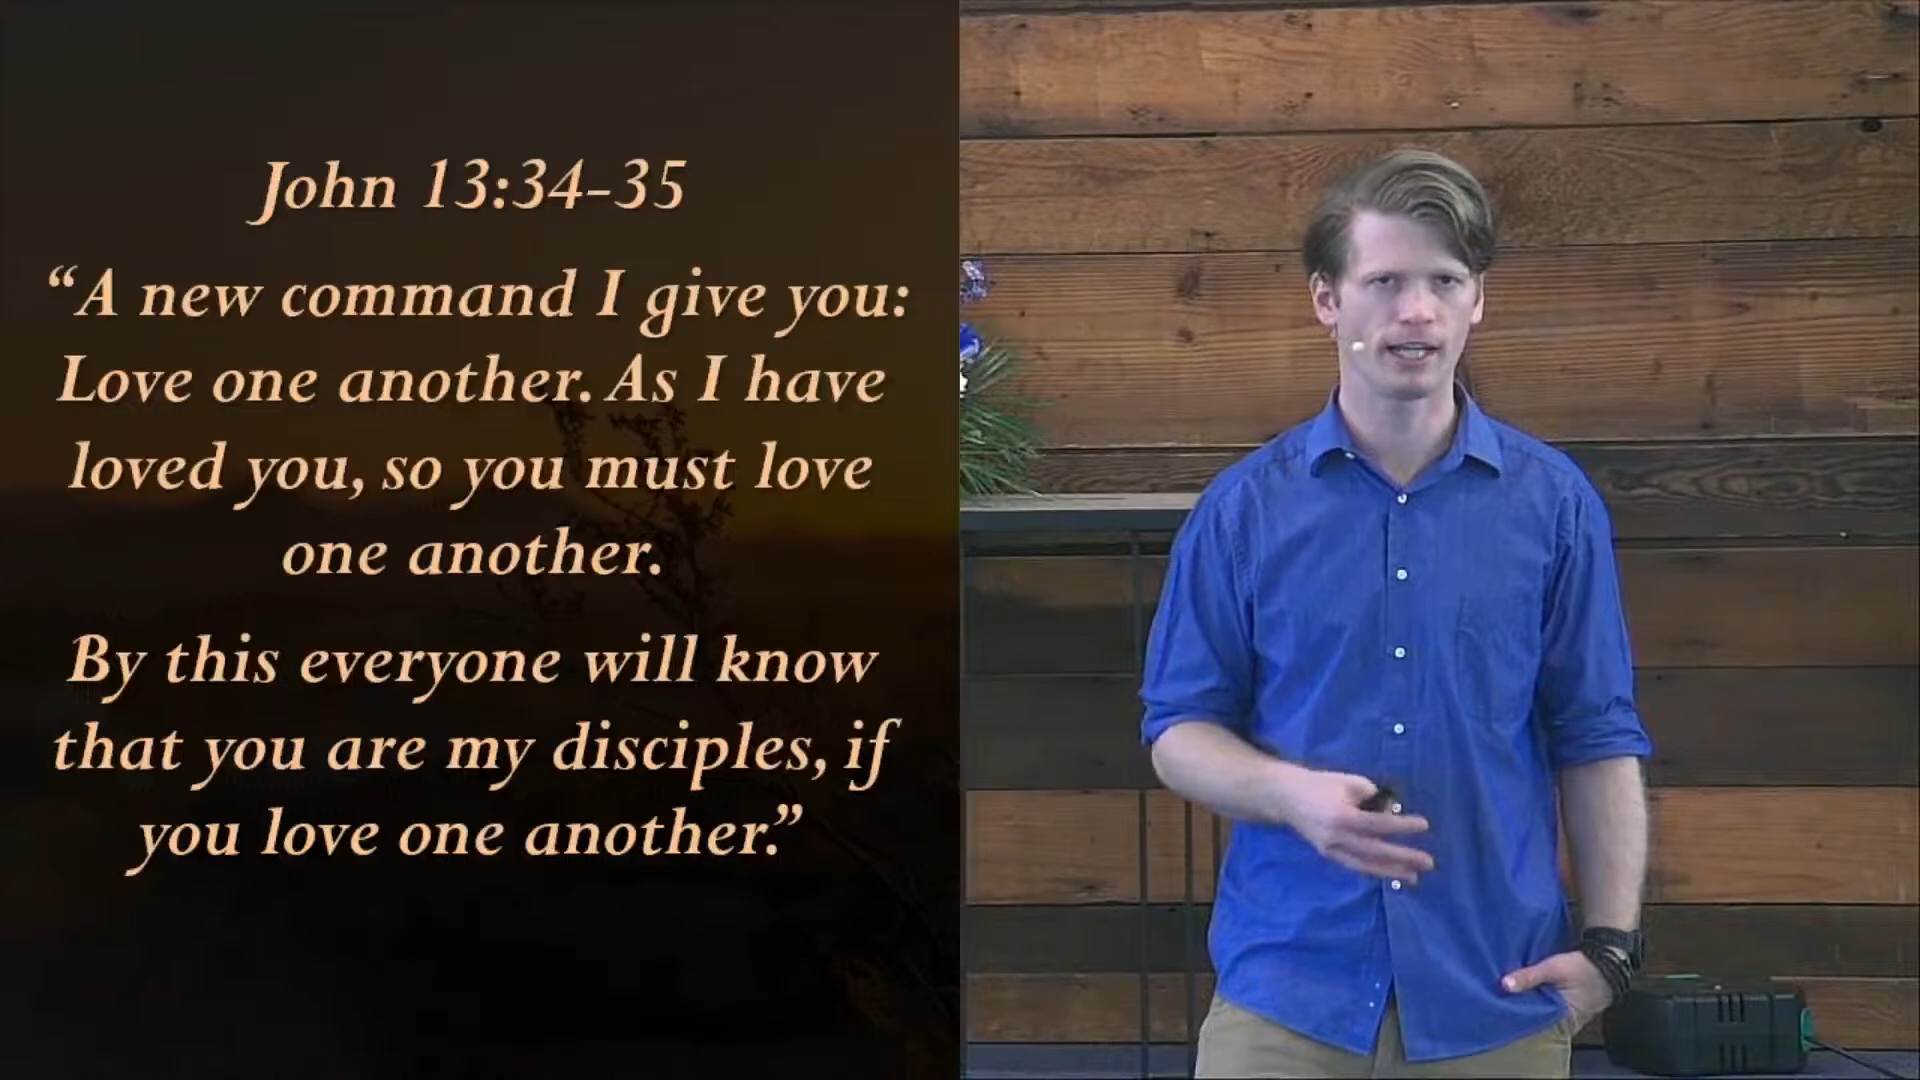 John 13:34-35
“A new command I give you:
Love one another. As I have
loved you, so you must love
one another.
By this everyone will know
that you are my disciples, if
you love one another.”